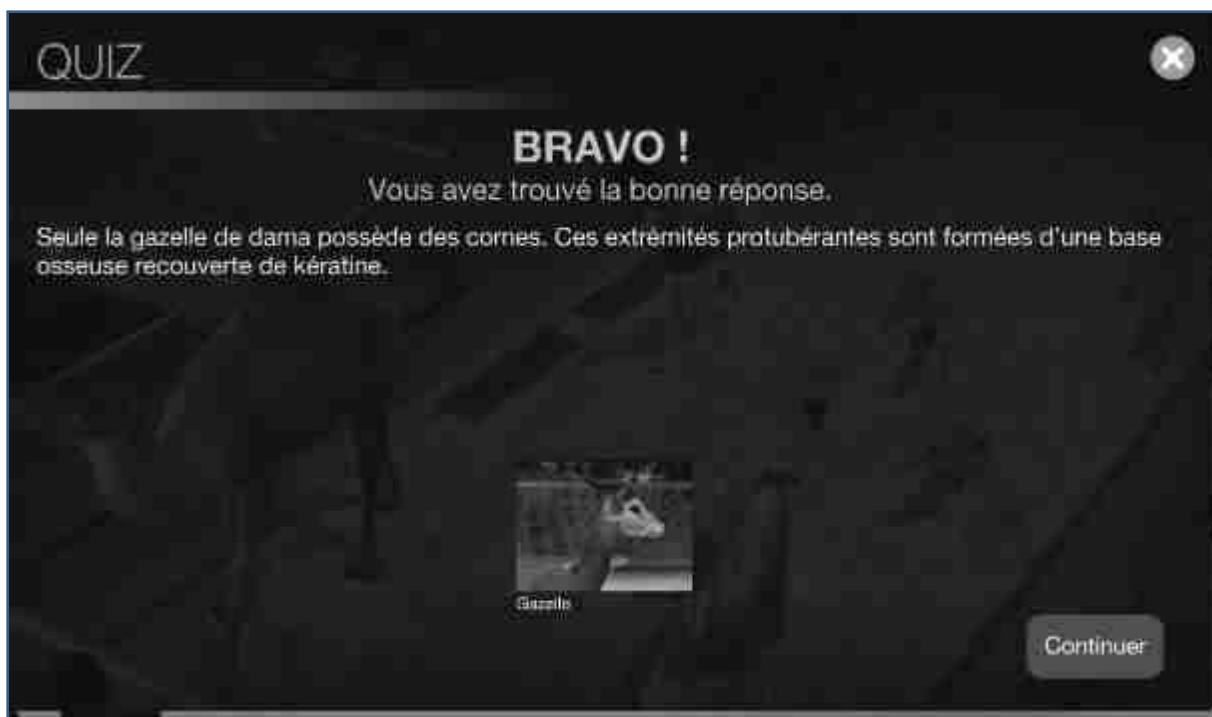 QUIZ
BRAVO !
Vous avez trouvé la bonne réponse.
Seule la gazelle de dama possède des cornes. Ces extrémités protubérantes sont formées d'une base
osseuse recouverte de kératine.
Gazelle
Continuer